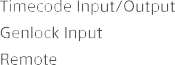 Timecode Input/Output
Genlock Input
Remote